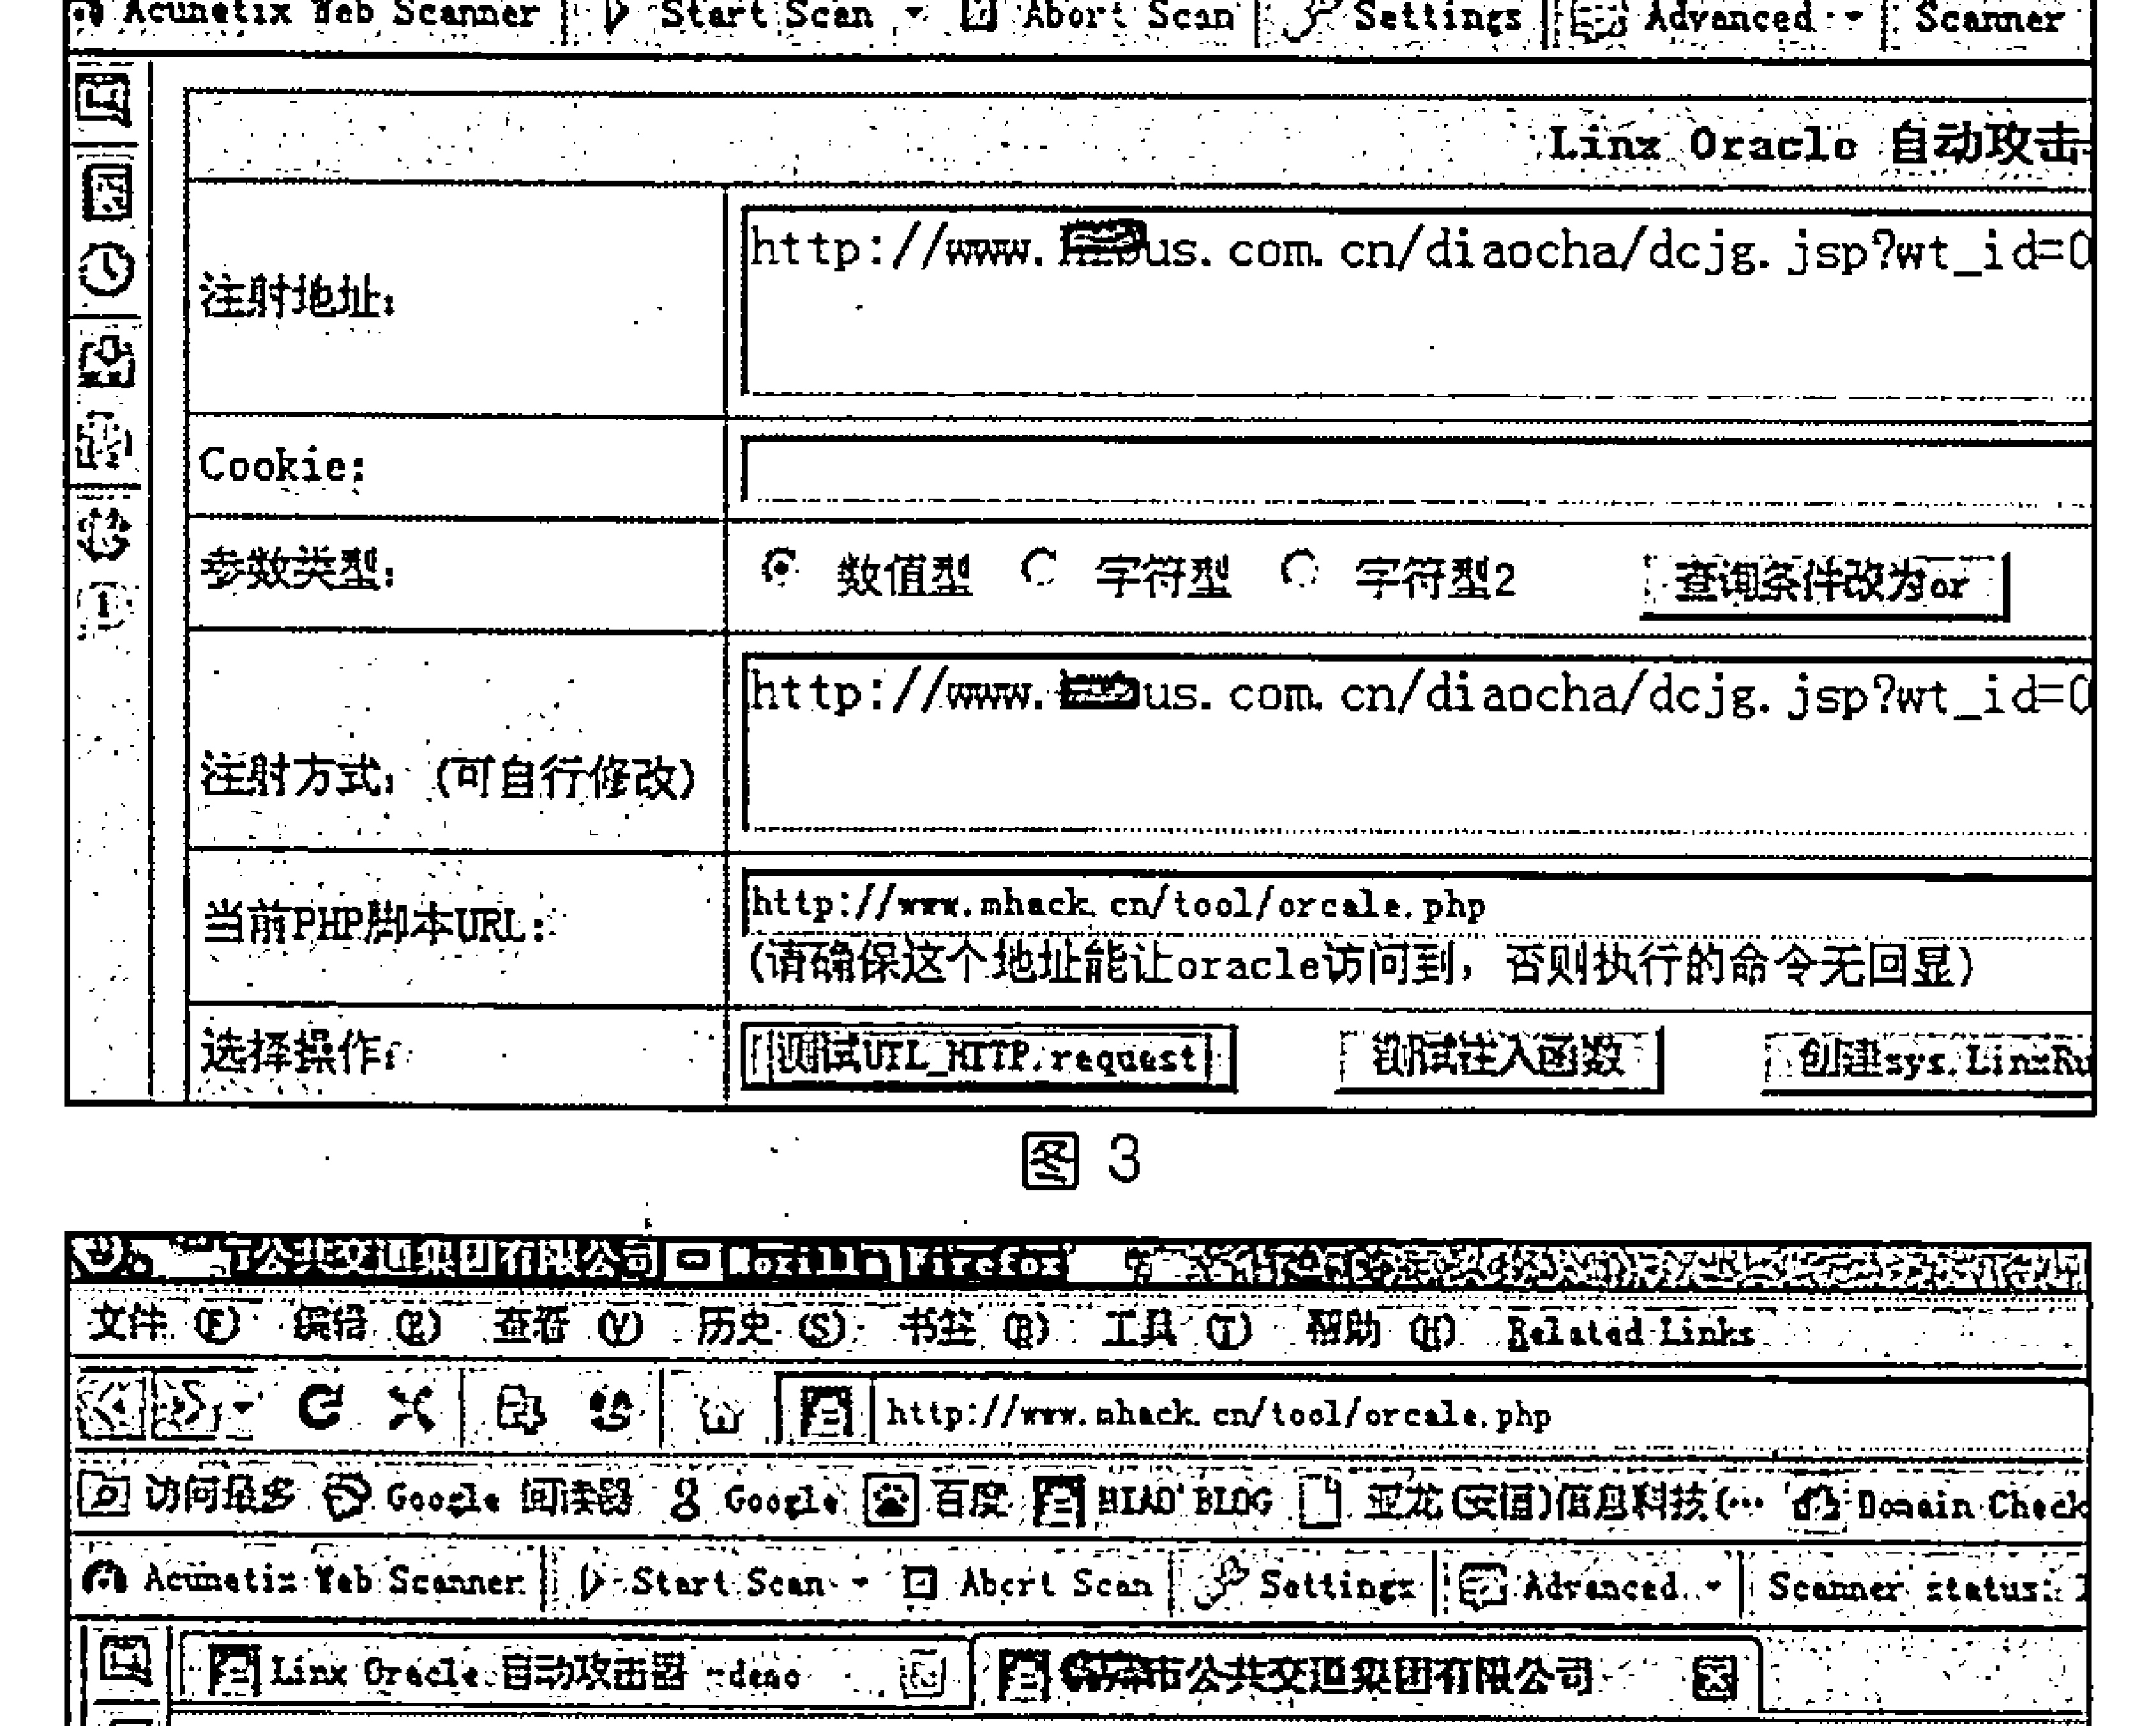 Acunetix Web Scanner Start Scan Abort Scan Settings Advanced Scanner
Linx Oracle 自动攻击
注射地址: http://www. us.com.cn/diaocha/dcjg.jsp?wt_id=0
Cookie:
参数类型: 数值型 字符型 字符型2 查询条件改为or
注射方式: (可自行修改) http://www. us.com.cn/diaocha/dcjg.jsp?wt_id=0
当前PHP脚本URL: http://www.mhack.cn/tool/orcale.php
(请确保这个地址能让oracle访问到, 否则执行的命令无回显)
选择操作: 测试UTL_HTTP.request 测试注入函数 创建sys.LinxRu
图 3
公共交通集团有限公司 - Mozilla Firefox
文件 (F) 编辑 (E) 查看 (V) 历史 (S) 书签 (B) 工具 (T) 帮助 (H) Related Links
http://www.mhack.cn/tool/orcale.php
访问最多 Google 阅读器 Google 百度 MIAO BLOG 亚龙(安恒)信息科技(… Domain Check
Acunetix Web Scanner Start Scan Abort Scan Settings Advanced Scanner status:
Linx Oracle 自动攻击器 -demo 市公共交通集团有限公司